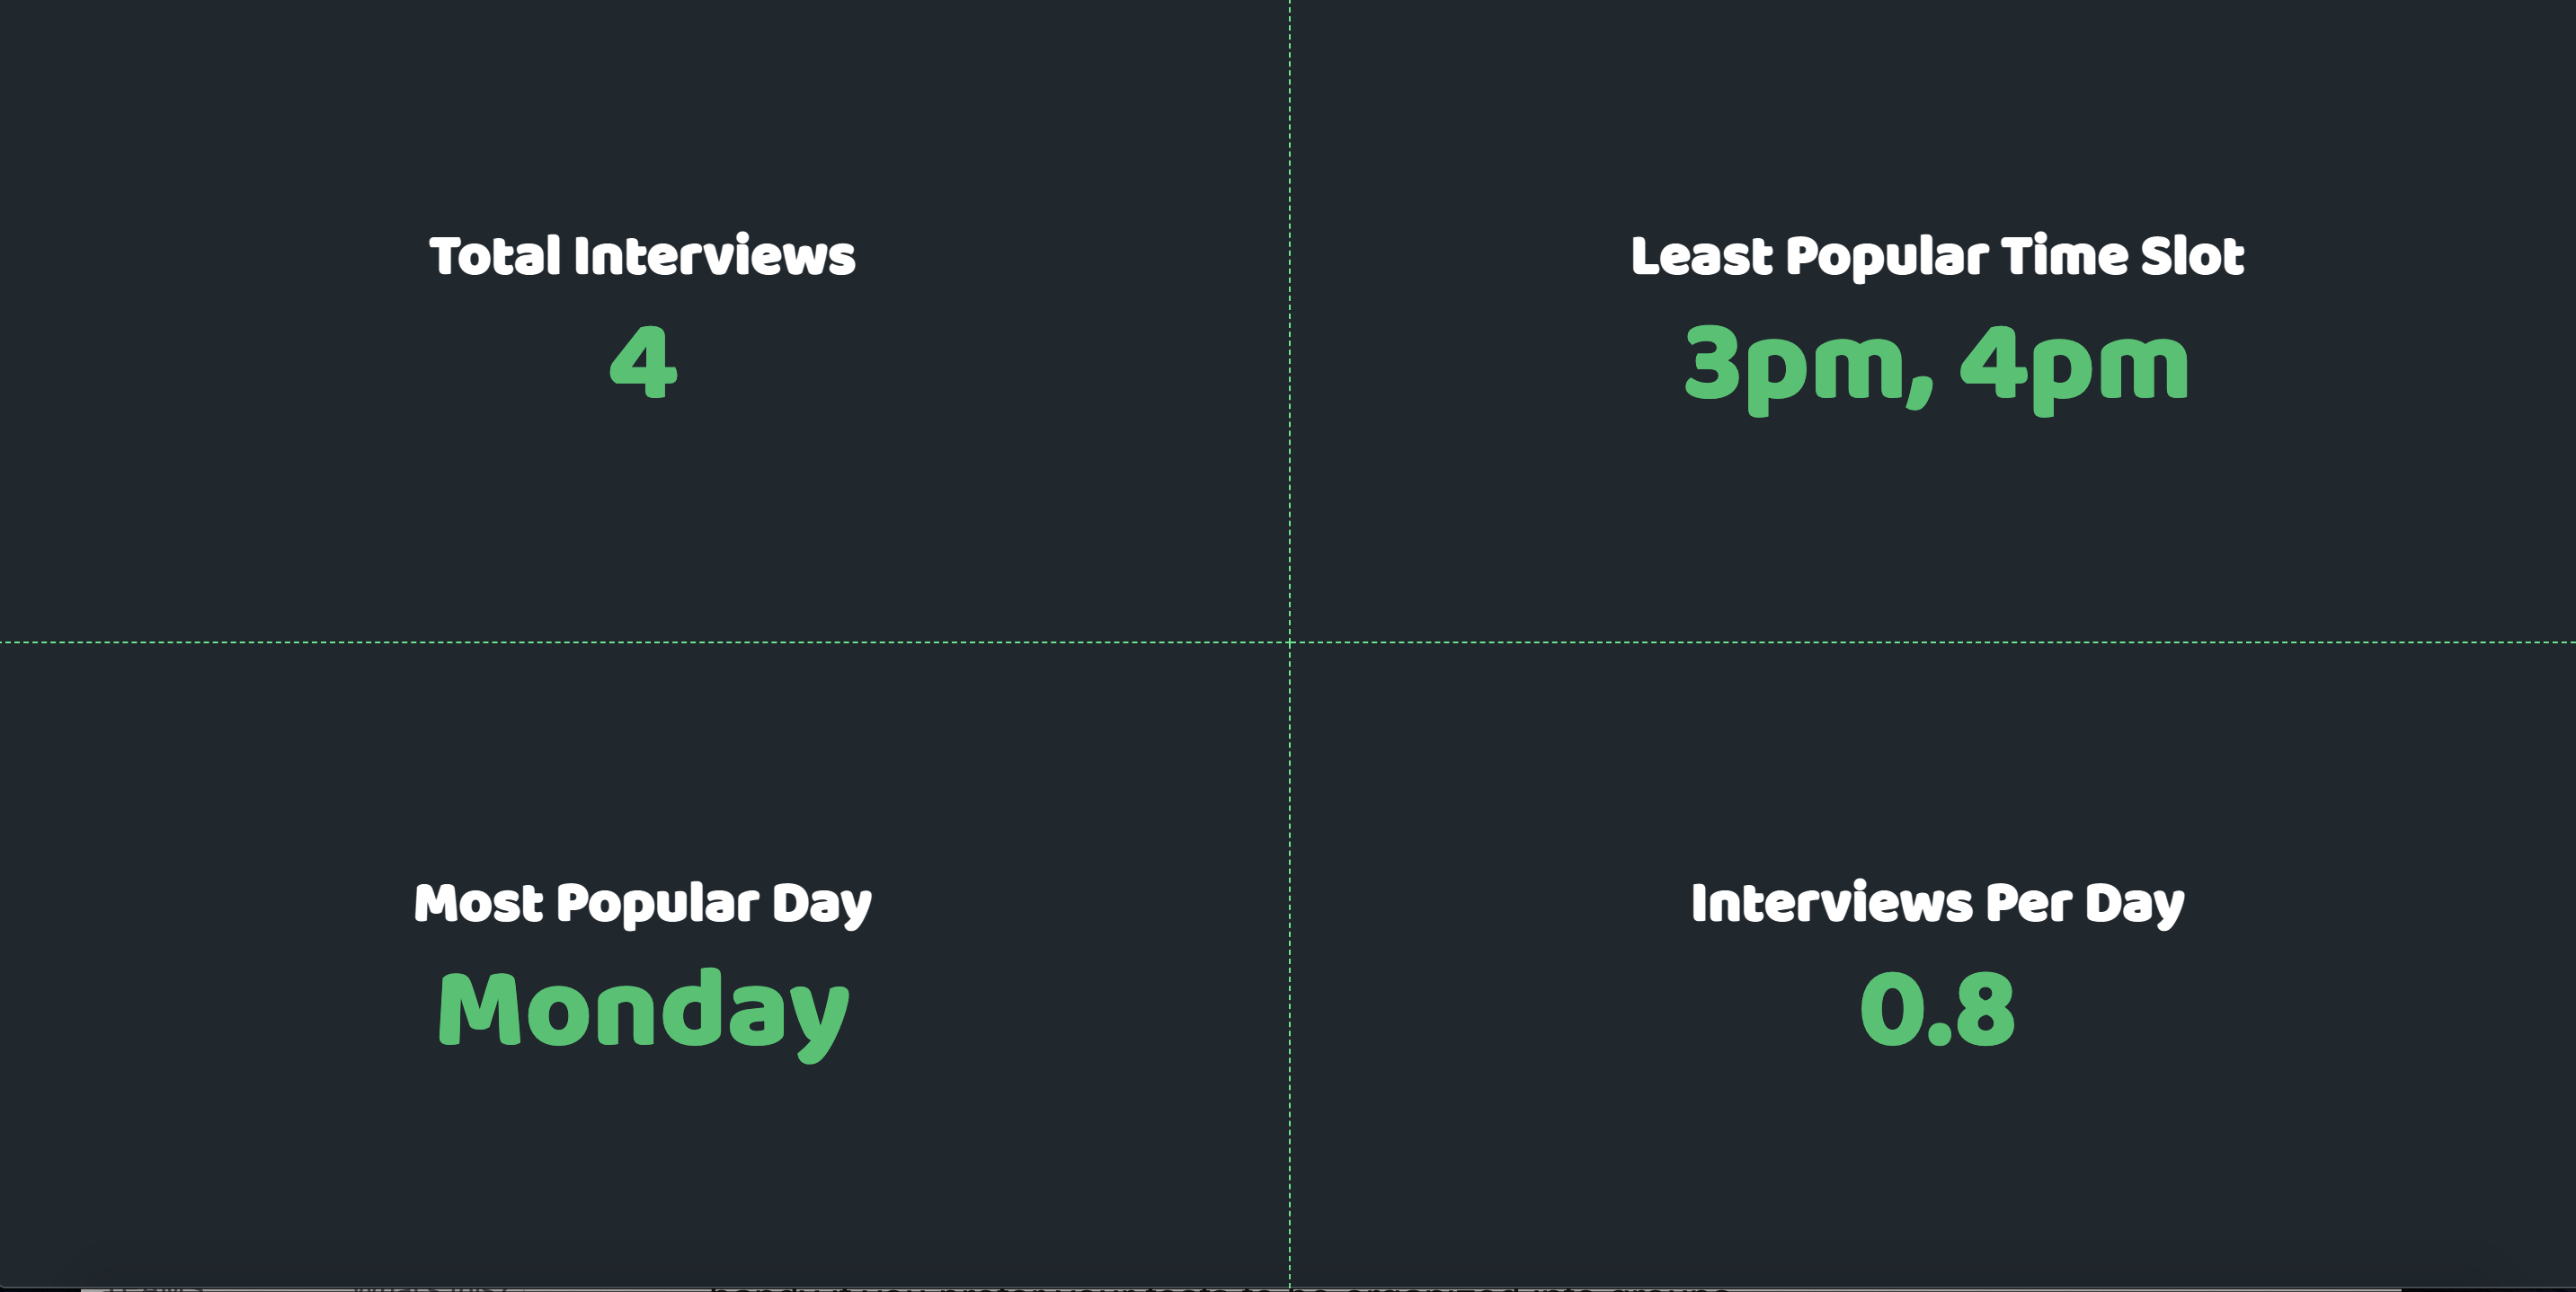 Total Interviews
4
Least Popular Time Slot
3pm, 4pm
Most Popular Day
Monday
Interviews Per Day
0.8